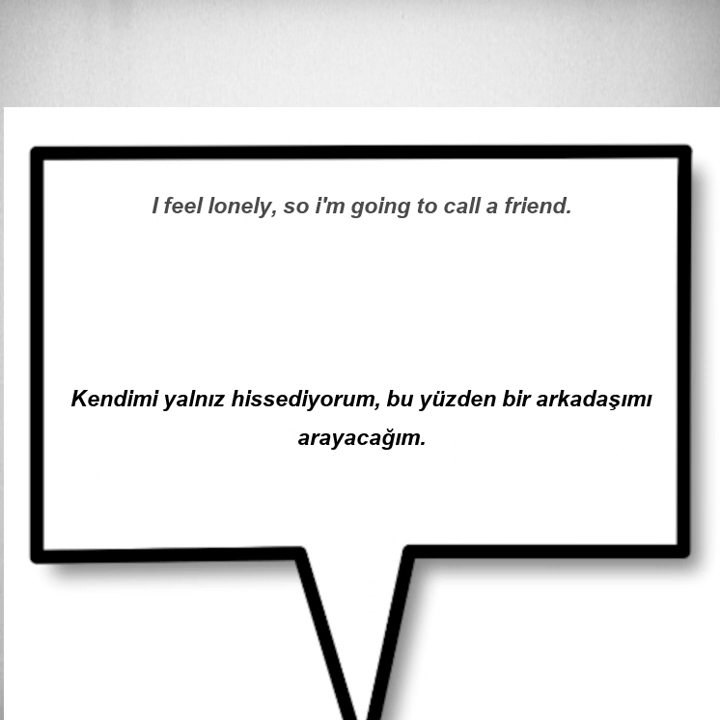 I feel lonely, so i'm going to call a friend.
Kendimi yalnız hissediyorum, bu yüzden bir arkadaşımı
arayacağım.